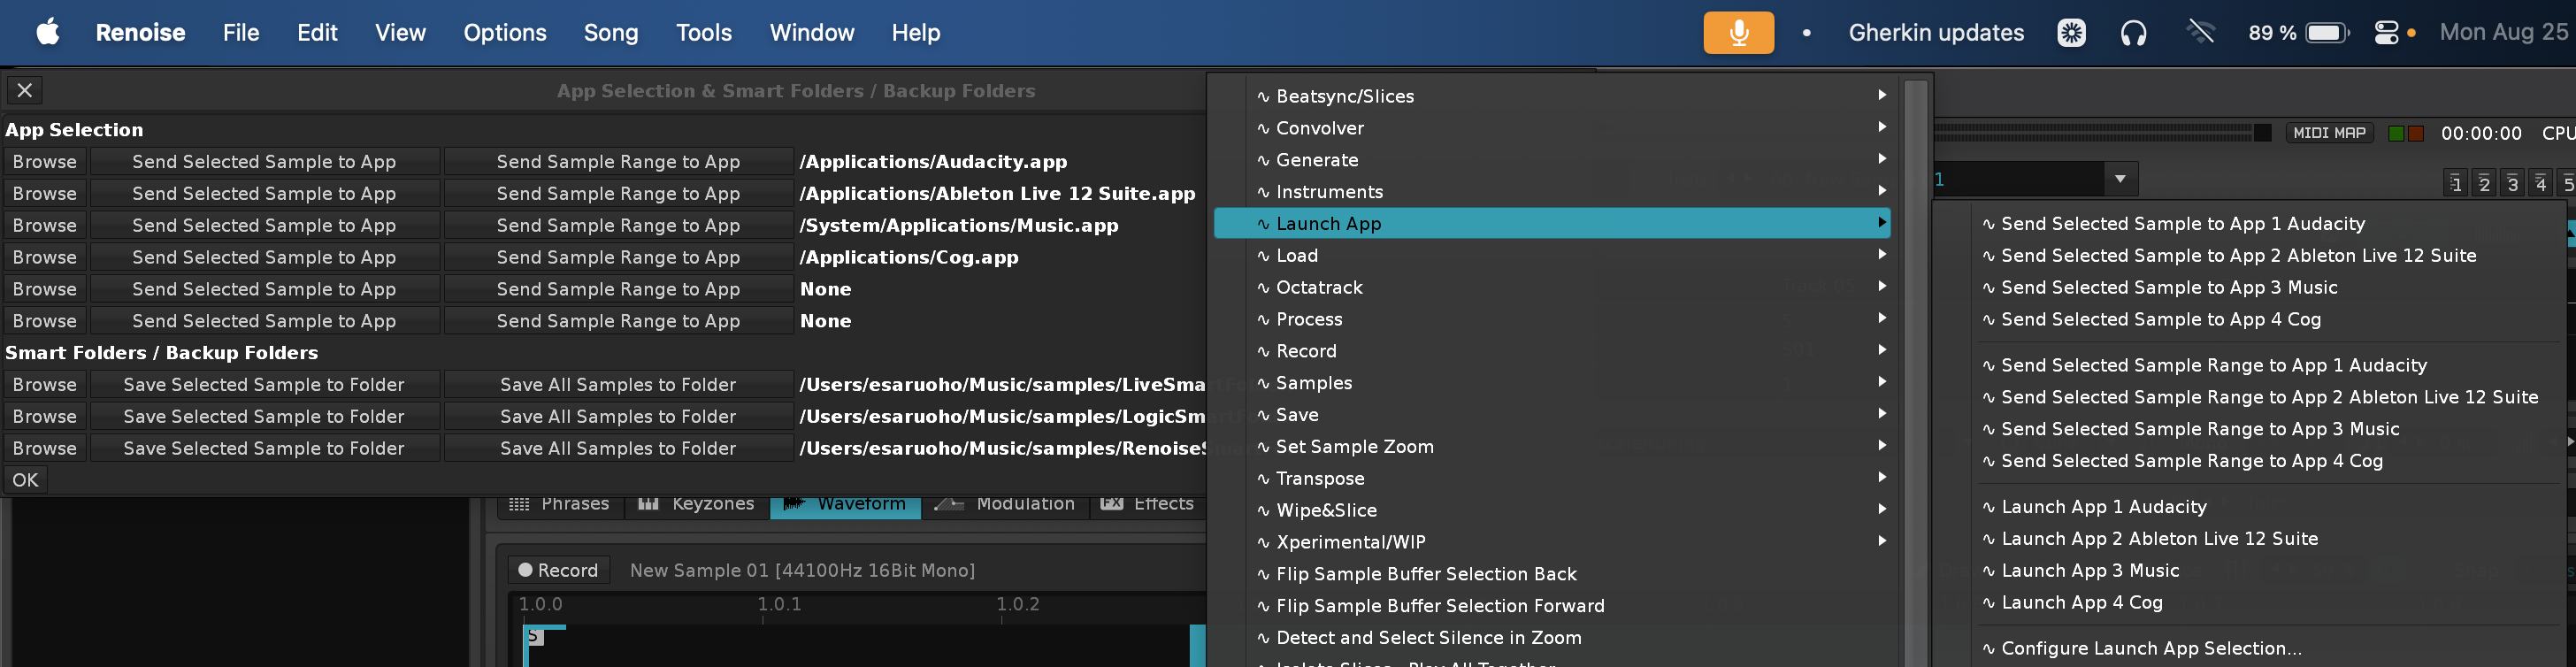 Renoise File Edit View Options Song Tools Window Help Gherkin updates 89 % Mon Aug 25
App Selection & Smart Folders / Backup Folders
App Selection
Browse Send Selected Sample to App Send Sample Range to App /Applications/Audacity.app
Browse Send Selected Sample to App Send Sample Range to App /Applications/Ableton Live 12 Suite.app
Browse Send Selected Sample to App Send Sample Range to App /System/Applications/Music.app
Browse Send Selected Sample to App Send Sample Range to App /Applications/Cog.app
Browse Send Selected Sample to App Send Sample Range to App None
Browse Send Selected Sample to App Send Sample Range to App None
Smart Folders / Backup Folders
Browse Save Selected Sample to Folder Save All Samples to Folder /Users/esaruoho/Music/samples/LiveSma
Browse Save Selected Sample to Folder Save All Samples to Folder /Users/esaruoho/Music/samples/LogicSm
Browse Save Selected Sample to Folder Save All Samples to Folder /Users/esaruoho/Music/samples/Renoise
OK
Phrases Keyzones Waveform Modulation FX Effects
Record New Sample 01 [44100Hz 16Bit Mono]
1.0.0 1.0.1 1.0.2
S
Beatsync/Slices
Convolver
Generate
Instruments
Launch App
Load
Octatrack
Process
Record
Samples
Save
Set Sample Zoom
Transpose
Wipe&Slice
Xperimental/WIP
Flip Sample Buffer Selection Back
Flip Sample Buffer Selection Forward
Detect and Select Silence in Zoom
MIDI MAP 00:00:00 CPU
1
1 2 3 4 5
Send Selected Sample to App 1 Audacity
Send Selected Sample to App 2 Ableton Live 12 Suite
Send Selected Sample to App 3 Music
Send Selected Sample to App 4 Cog
Send Selected Sample Range to App 1 Audacity
Send Selected Sample Range to App 2 Ableton Live 12 Suite
Send Selected Sample Range to App 3 Music
Send Selected Sample Range to App 4 Cog
Launch App 1 Audacity
Launch App 2 Ableton Live 12 Suite
Launch App 3 Music
Launch App 4 Cog
Configure Launch App Selection...